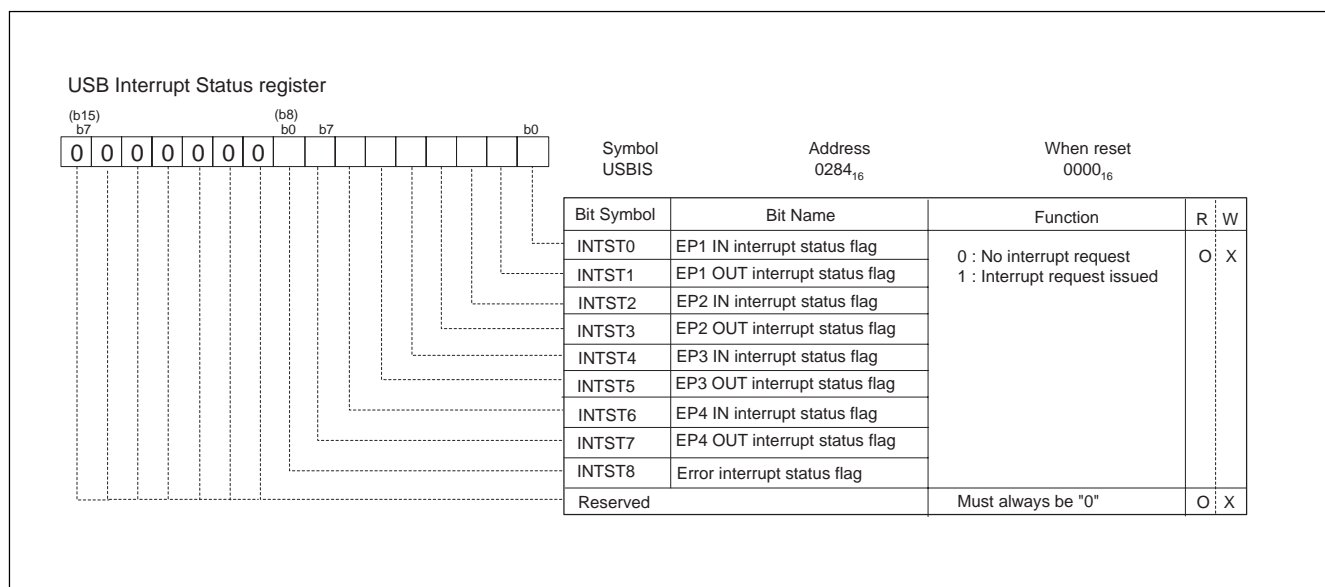 USB Interrupt Status register
(b15) (b8)
b7 b0 b7 b0
0 0 0 0 0 0 0
Symbol Address When reset
USBIS 0284₁₆ 0000₁₆
Bit Symbol Bit Name Function R W
INTST0 EP1 IN interrupt status flag 0 : No interrupt request O X
INTST1 EP1 OUT interrupt status flag 1 : Interrupt request issued
INTST2 EP2 IN interrupt status flag
INTST3 EP2 OUT interrupt status flag
INTST4 EP3 IN interrupt status flag
INTST5 EP3 OUT interrupt status flag
INTST6 EP4 IN interrupt status flag
INTST7 EP4 OUT interrupt status flag
INTST8 Error interrupt status flag
Reserved Must always be "0" O X